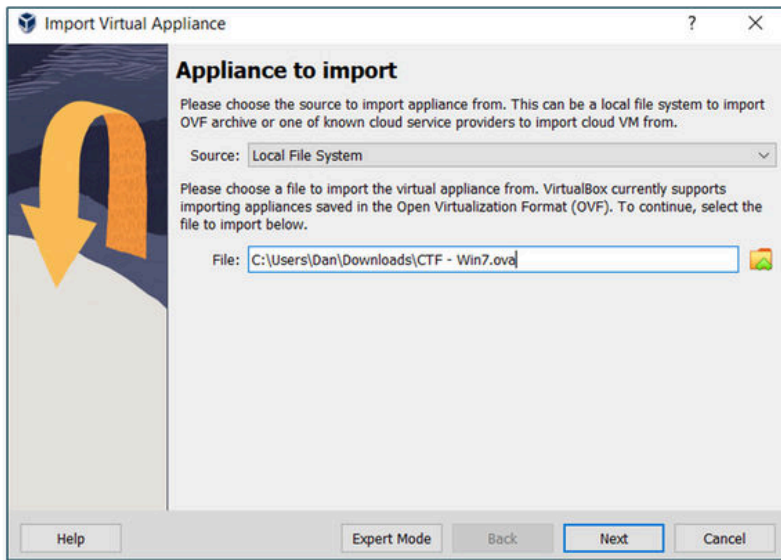 Import Virtual Appliance
?
Appliance to import
Please choose the source to import appliance from. This can be a local file system to import
OVF archive or one of known cloud service providers to import cloud VM from.
Source: Local File System
Please choose a file to import the virtual appliance from. VirtualBox currently supports
importing appliances saved in the Open Virtualization Format (OVF). To continue, select the
file to import below.
File: C:\Users\Dan\Downloads\CTF - Win7.ova
Help Expert Mode Back Next Cancel